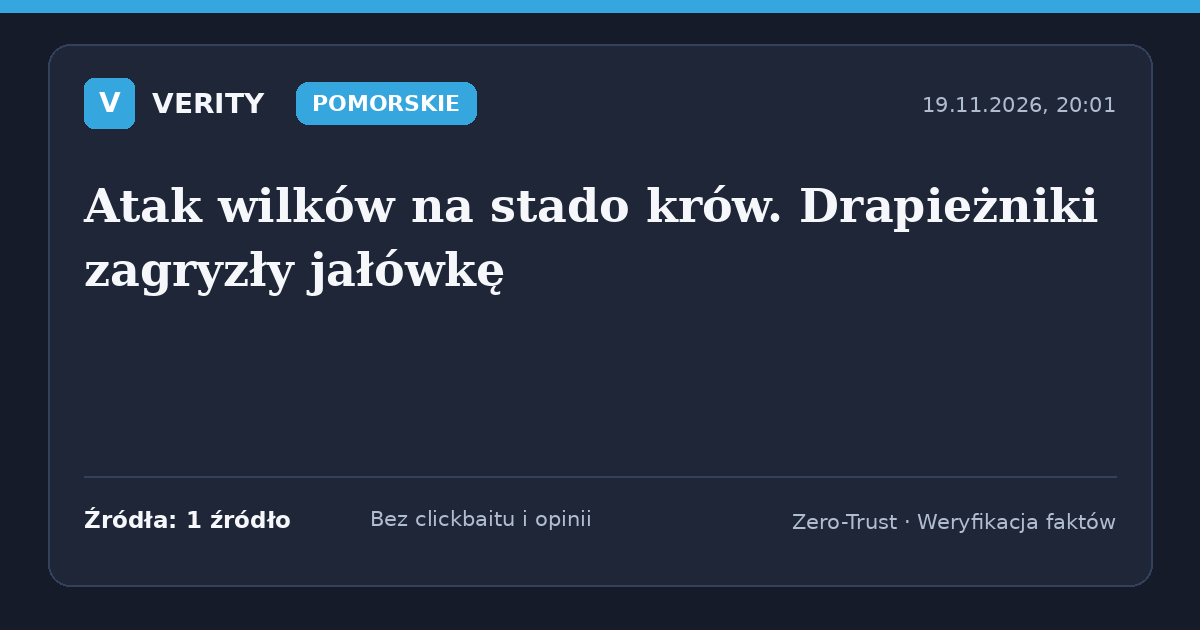 V VERITY POMORSKIE 19.11.2026, 20:01
Atak wilków na stado krów. Drapieżniki
zagryzły jałówkę
Źródła: 1 źródło Bez clickbaitu i opinii Zero-Trust · Weryfikacja faktów